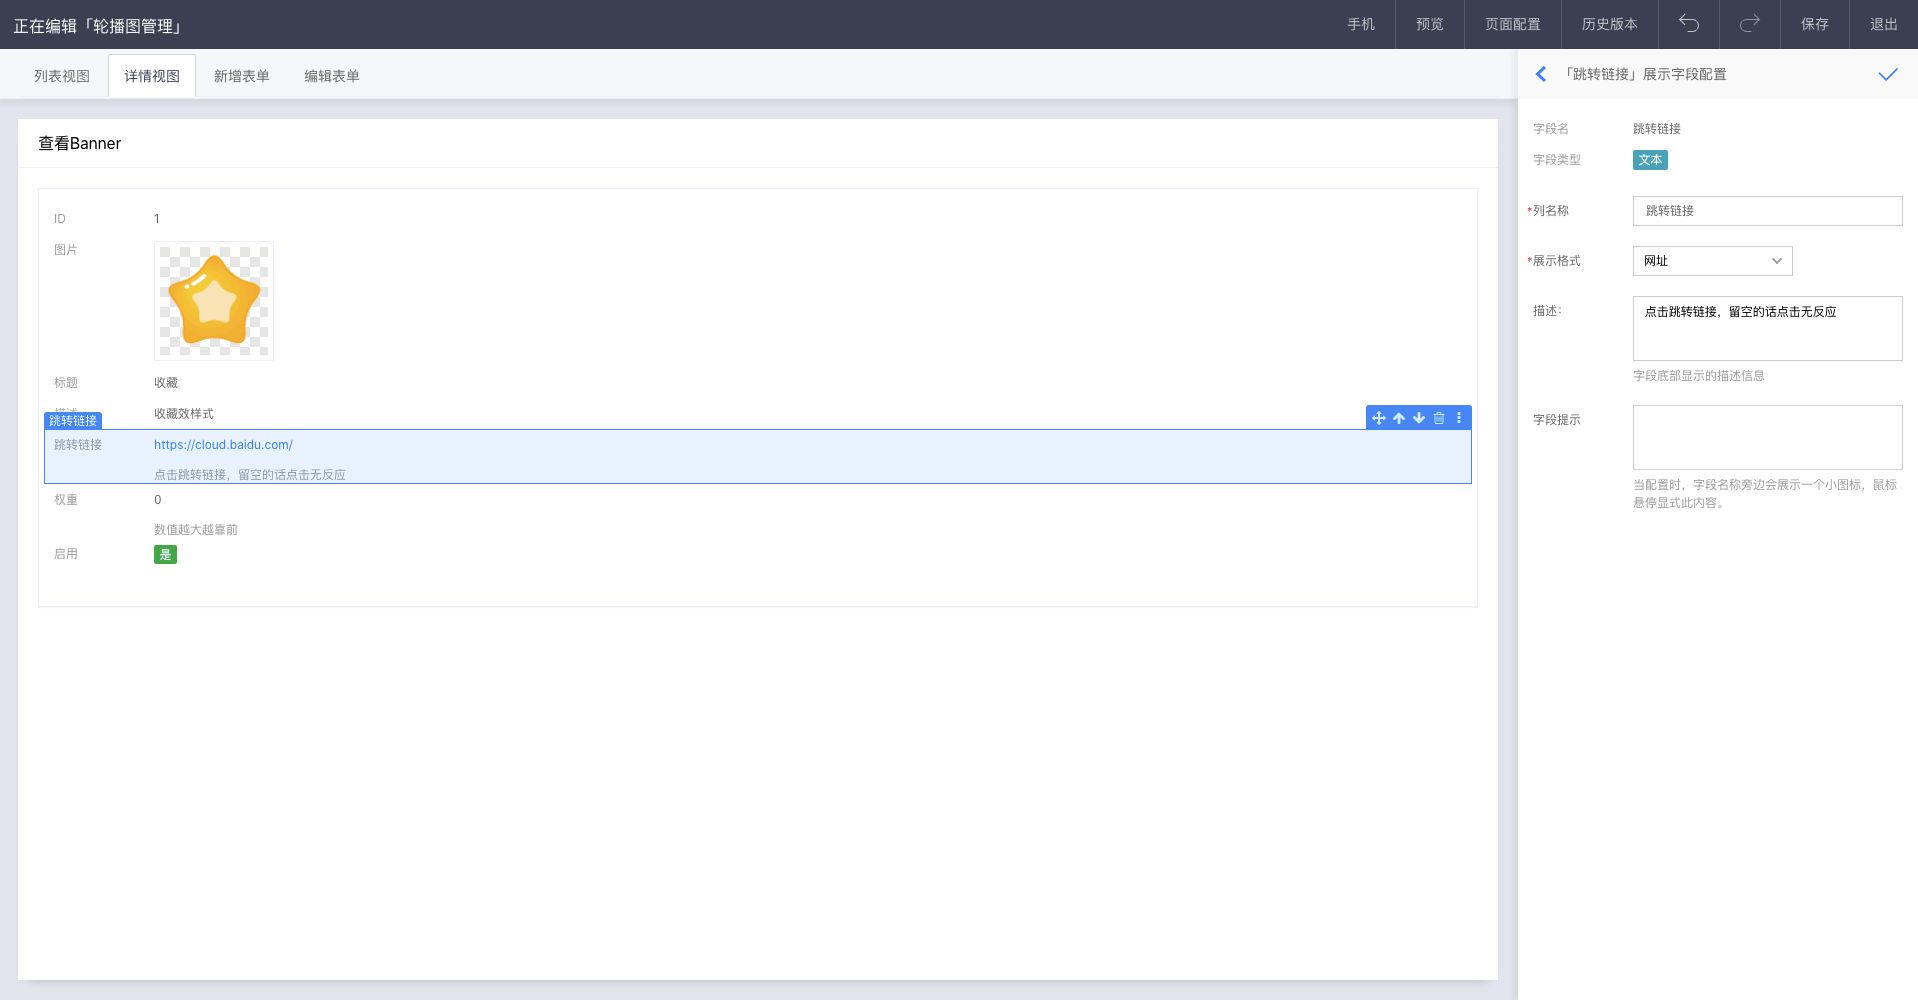 正在编辑「轮播图管理」
手机
预览
页面配置
历史版本
保存
退出
列表视图
详情视图
新增表单
编辑表单
查看Banner
ID
1
图片
标题
收藏
收藏效样式
跳转链接
跳转链接
https://cloud.baidu.com/
点击跳转链接，留空的话点击无反应
权重
0
数值越大越靠前
启用
是
「跳转链接」展示字段配置
字段名
跳转链接
字段类型
文本
*列名称
跳转链接
*展示格式
网址
描述：
点击跳转链接，留空的话点击无反应
字段底部显示的描述信息
字段提示
当配置时，字段名称旁边会展示一个小图标，鼠标
悬停显式此内容。